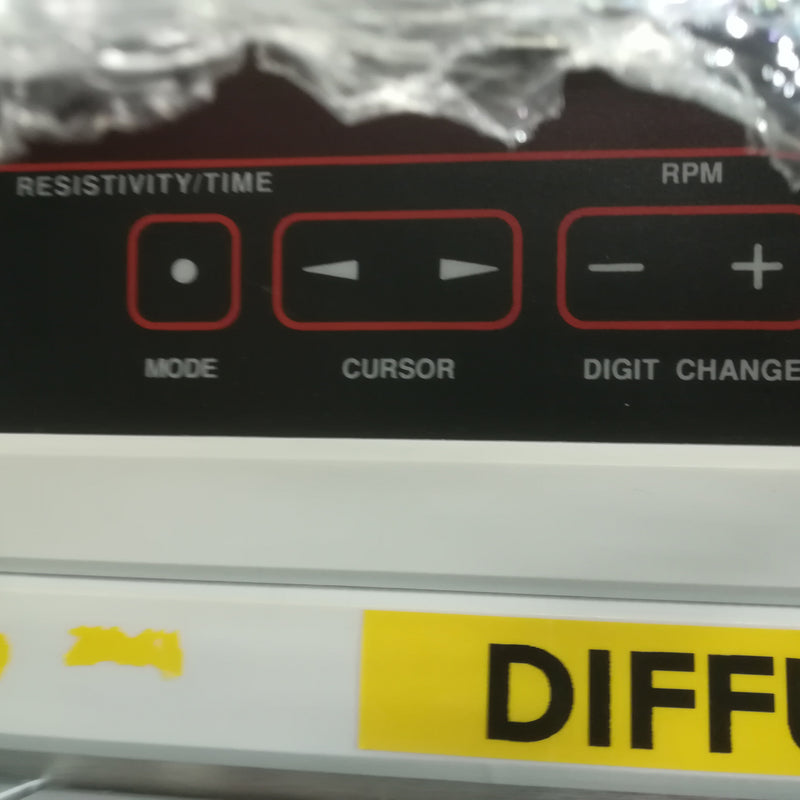 RESISTIVITY/TIME
RPM
MODE
CURSOR
DIGIT CHANGE
DIFFU